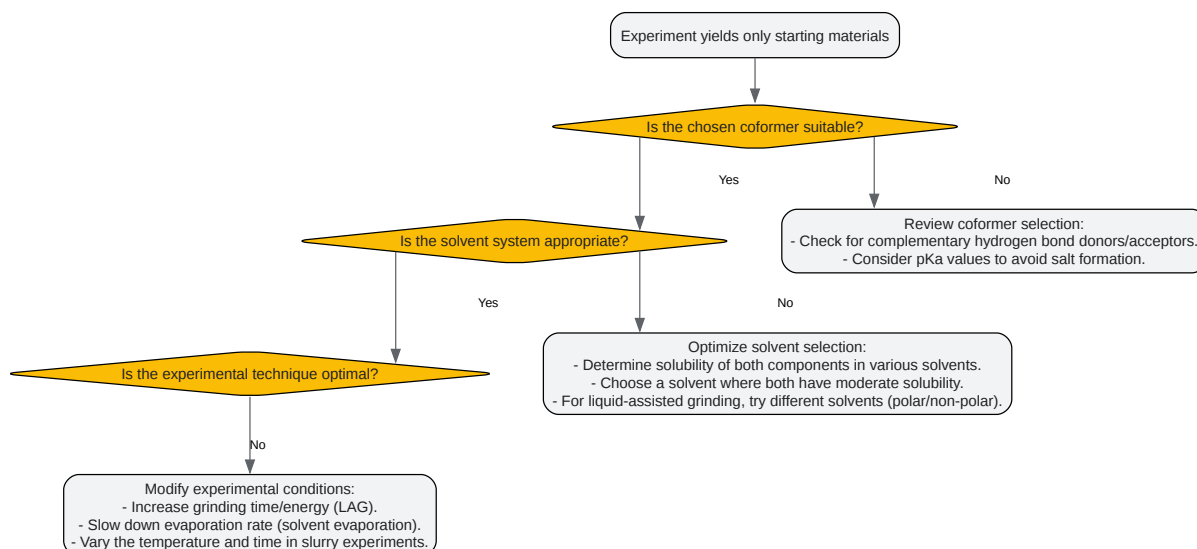 Experiment yields only starting materials
Is the chosen coformer suitable?
Yes
No
Review coformer selection:
- Check for complementary hydrogen bond donors/acceptors.
- Consider pKa values to avoid salt formation.
Is the solvent system appropriate?
Yes
No
Optimize solvent selection:
- Determine solubility of both components in various solvents.
- Choose a solvent where both have moderate solubility.
- For liquid-assisted grinding, try different solvents (polar/non-polar).
Is the experimental technique optimal?
No
Modify experimental conditions:
- Increase grinding time/energy (LAG).
- Slow down evaporation rate (solvent evaporation).
- Vary the temperature and time in slurry experiments.